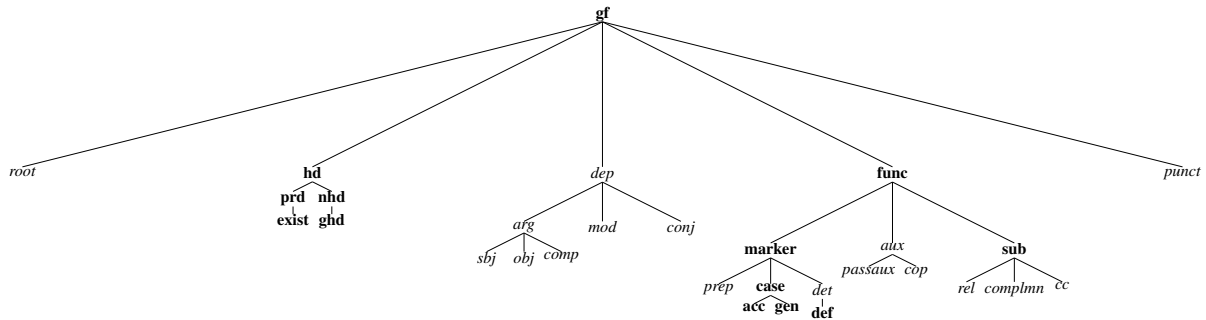 gf
root hd dep func punct
prd nhd
exist ghd
arg mod conj
sbj obj comp
marker aux sub
passaux cop
prep case det rel complmn cc
acc gen def